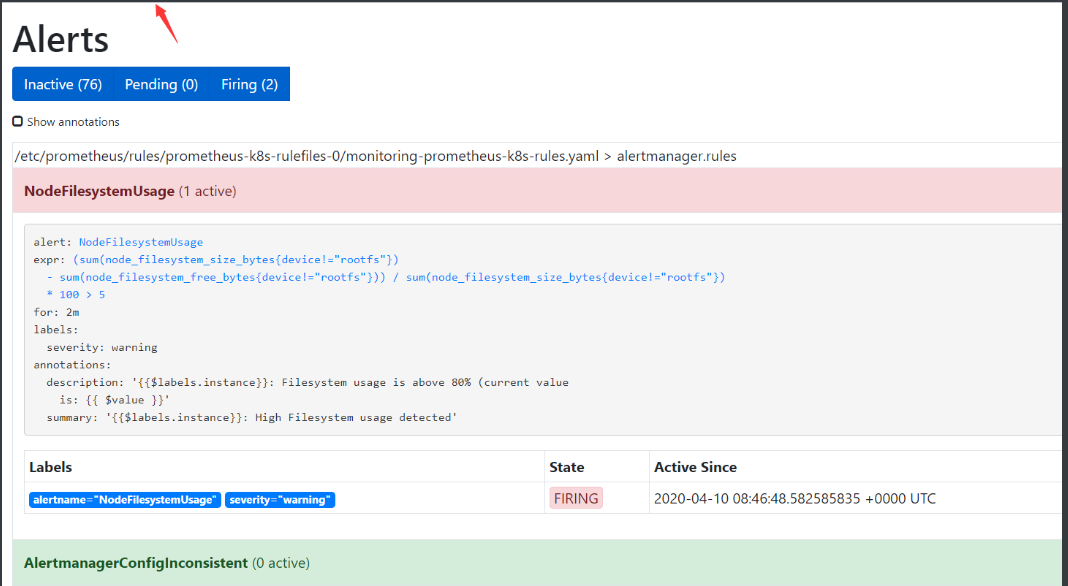 Alerts
Inactive (76) Pending (0) Firing (2)
Show annotations
/etc/prometheus/rules/prometheus-k8s-rulefiles-0/monitoring-prometheus-k8s-rules.yaml > alertmanager.rules
NodeFilesystemUsage (1 active)
alert: NodeFilesystemUsage
expr: (sum(node_filesystem_size_bytes{device!="rootfs"})
  - sum(node_filesystem_free_bytes{device!="rootfs"})) / sum(node_filesystem_size_bytes{device!="rootfs"})
  * 100 > 5
for: 2m
labels:
  severity: warning
annotations:
  description: '{{$labels.instance}}: Filesystem usage is above 80% (current value
    is: {{ $value }}'
  summary: '{{$labels.instance}}: High Filesystem usage detected'
Labels State Active Since
alertname="NodeFilesystemUsage" severity="warning" FIRING 2020-04-10 08:46:48.582585835 +0000 UTC
AlertmanagerConfigInconsistent (0 active)